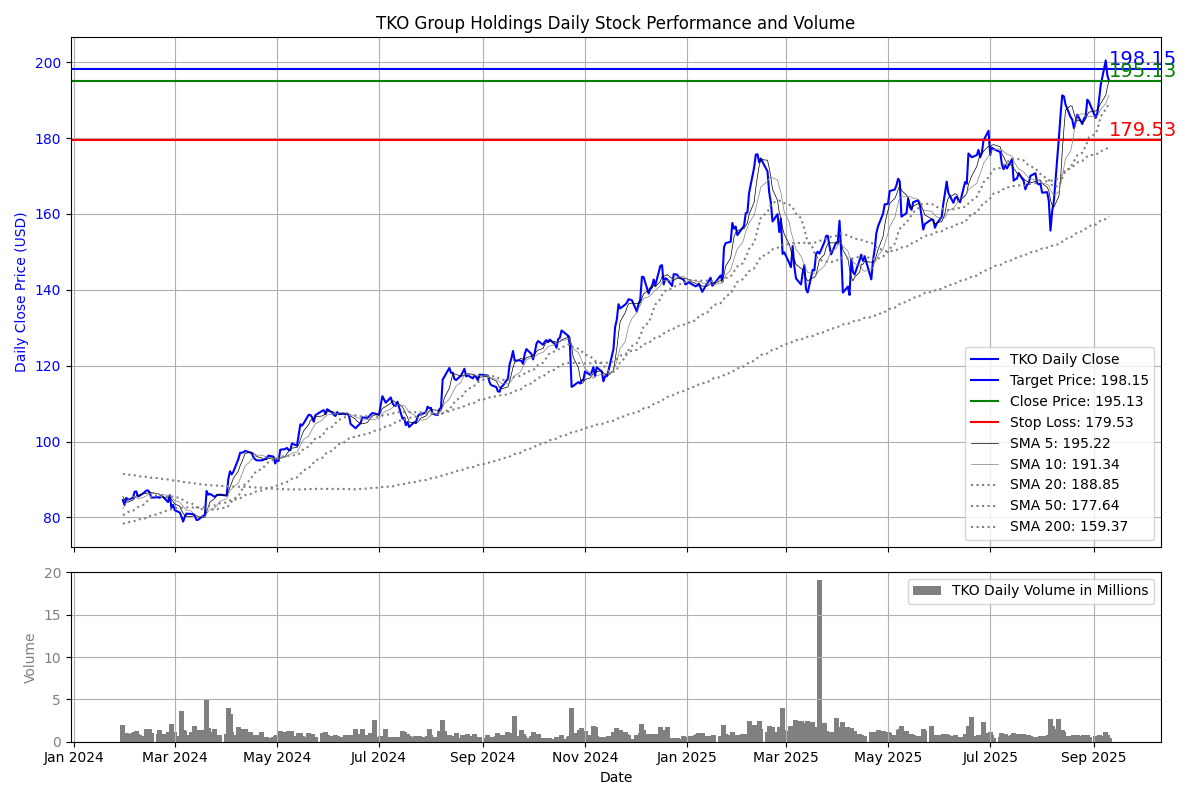 TKO Group Holdings Daily Stock Performance and Volume
200
180
160
140
120
100
80
Daily Close Price (USD)
198.15
195.13
179.53
TKO Daily Close
Target Price: 198.15
Close Price: 195.13
Stop Loss: 179.53
SMA 5: 195.22
SMA 10: 191.34
SMA 20: 188.85
SMA 50: 177.64
SMA 200: 159.37
20
15
10
5
0
Volume
TKO Daily Volume in Millions
Jan 2024 Mar 2024 May 2024 Jul 2024 Sep 2024 Nov 2024 Jan 2025 Mar 2025 May 2025 Jul 2025 Sep 2025
Date